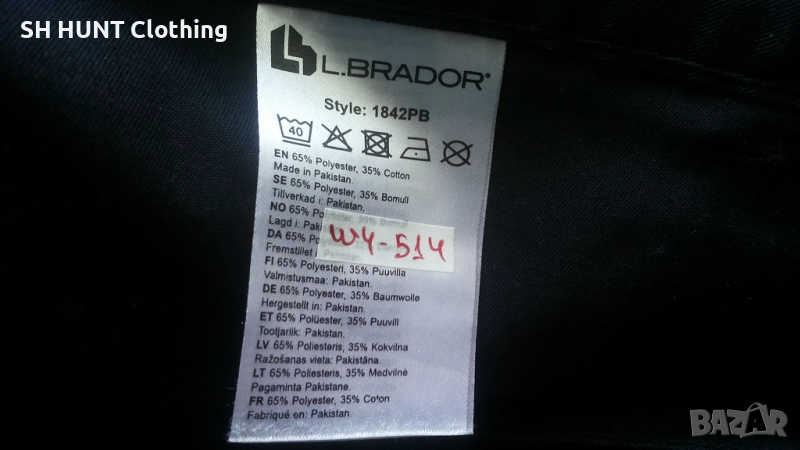 SH HUNT Clothing
L.BRADOR®
Style: 1842PB
40
EN 65% Polyester, 35% Cotton
Made in Pakistan.
SE 65% Polyester, 35% Bomull
Tillverkad i: Pakistan.
NO 65% Polyester, 35% Bomull
Lagd i: Paki
DA 65% Po
W4-514
Fremstillet i: Pakistan.
FI 65% Polyesteri, 35% Puuvilla
Valmistusmaa: Pakistan.
DE 65% Polyester, 35% Baumwolle
Hergestellt in: Pakistan.
ET 65% Polüester, 35% Puuvill
Tootjariik: Pakistan.
LV 65% Poliesteris, 35% Kokvilna
Ražošanas vieta: Pakistāna.
LT 65% Poliesteris, 35% Medvilnė
Pagaminta Pakistane.
FR 65% Polyester, 35% Coton
Fabriqué en: Pakistan.
BAZAR